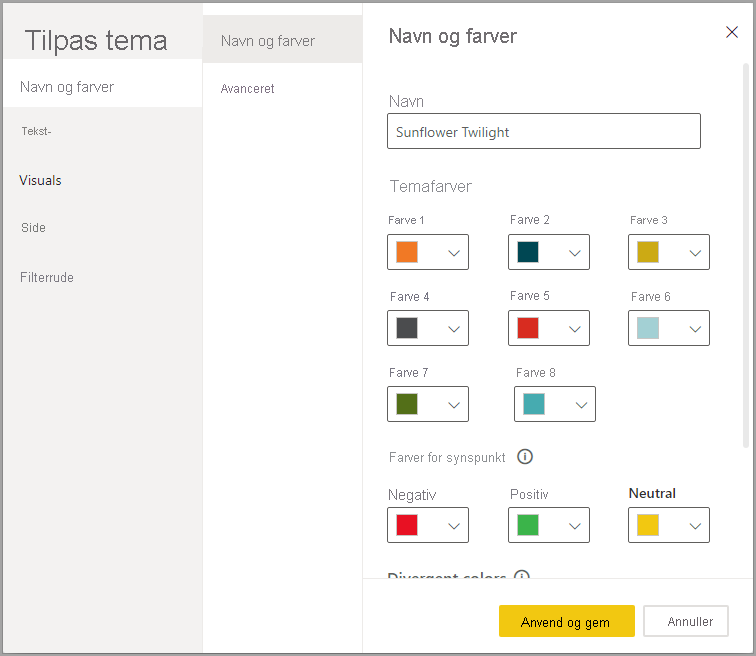 Tilpas tema
Navn og farver
Tekst-
Visuals
Side
Filterrude
Navn og farver
Avanceret
Navn og farver
Navn
Sunflower Twilight
Temafarver
Farve 1 Farve 2 Farve 3
Farve 4 Farve 5 Farve 6
Farve 7 Farve 8
Farver for synspunkt
Negativ Positiv Neutral
Divergent colors
Anvend og gem Annuller